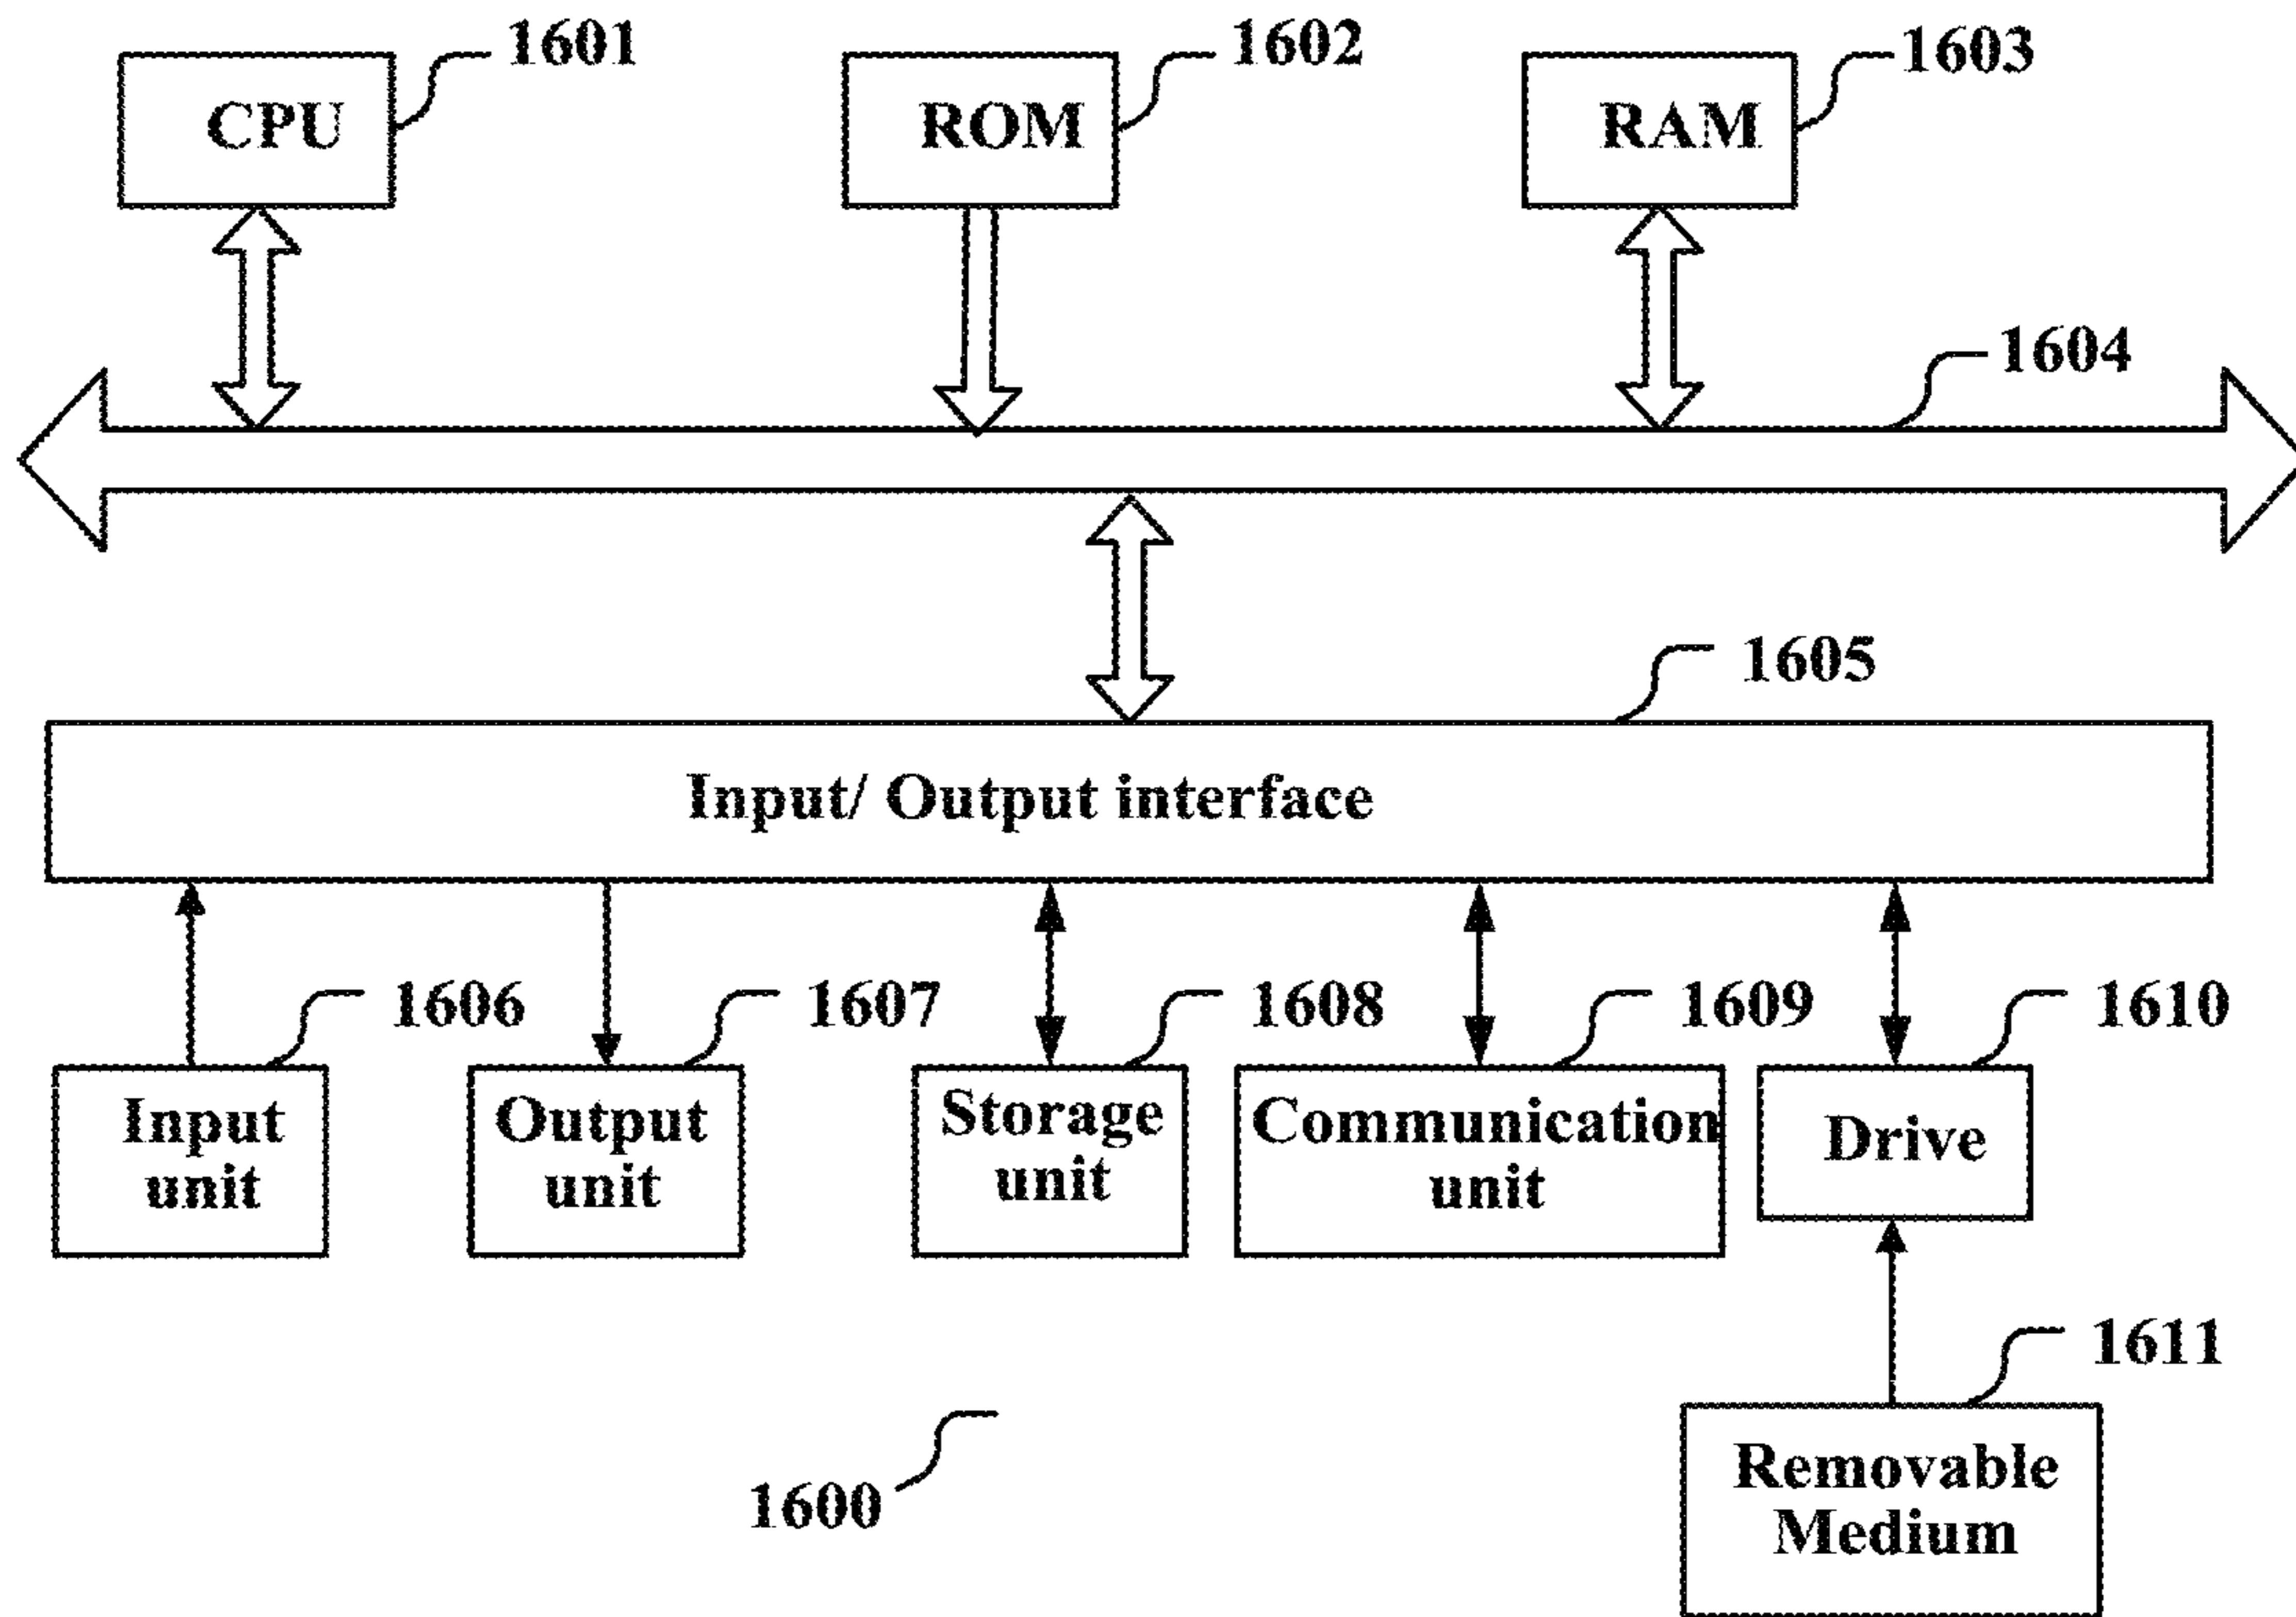 1601
1602
1603
CPU
ROM
RAM
1604
1605
Input/ Output interface
1606
1607
1608
1609
1610
Input
unit
Output
unit
Storage
unit
Communication
unit
Drive
1611
Removable
Medium
1600